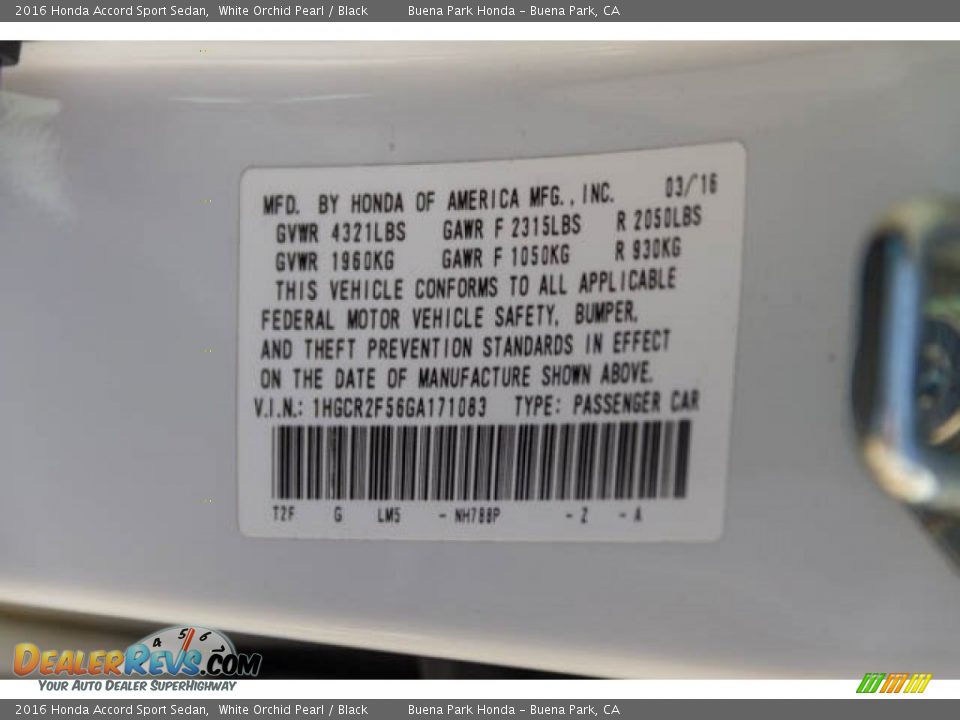 2016 Honda Accord Sport Sedan, White Orchid Pearl / Black Buena Park Honda - Buena Park, CA
MFD. BY HONDA OF AMERICA MFG., INC. 03/16
GVWR 4321LBS GAWR F 2315LBS R 2050LBS
GVWR 1960KG GAWR F 1050KG R 930KG
THIS VEHICLE CONFORMS TO ALL APPLICABLE
FEDERAL MOTOR VEHICLE SAFETY, BUMPER,
AND THEFT PREVENTION STANDARDS IN EFFECT
ON THE DATE OF MANUFACTURE SHOWN ABOVE.
V.I.N.: 1HGCR2F56GA171083 TYPE: PASSENGER CAR
T2F G LM5 - NH788P - Z - A
4 5 6
DEALERREVS.COM
YOUR AUTO DEALER SUPERHIGHWAY
2016 Honda Accord Sport Sedan, White Orchid Pearl / Black Buena Park Honda - Buena Park, CA